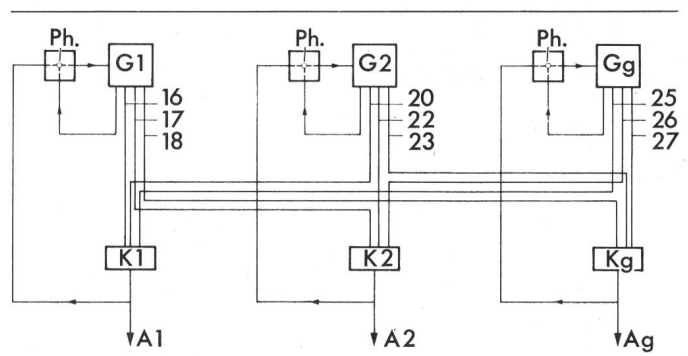 Ph. Ph. Ph.
G1 G2 Gg
16 20 25
17 22 26
18 23 27
K1 K2 Kg
A1 A2 Ag